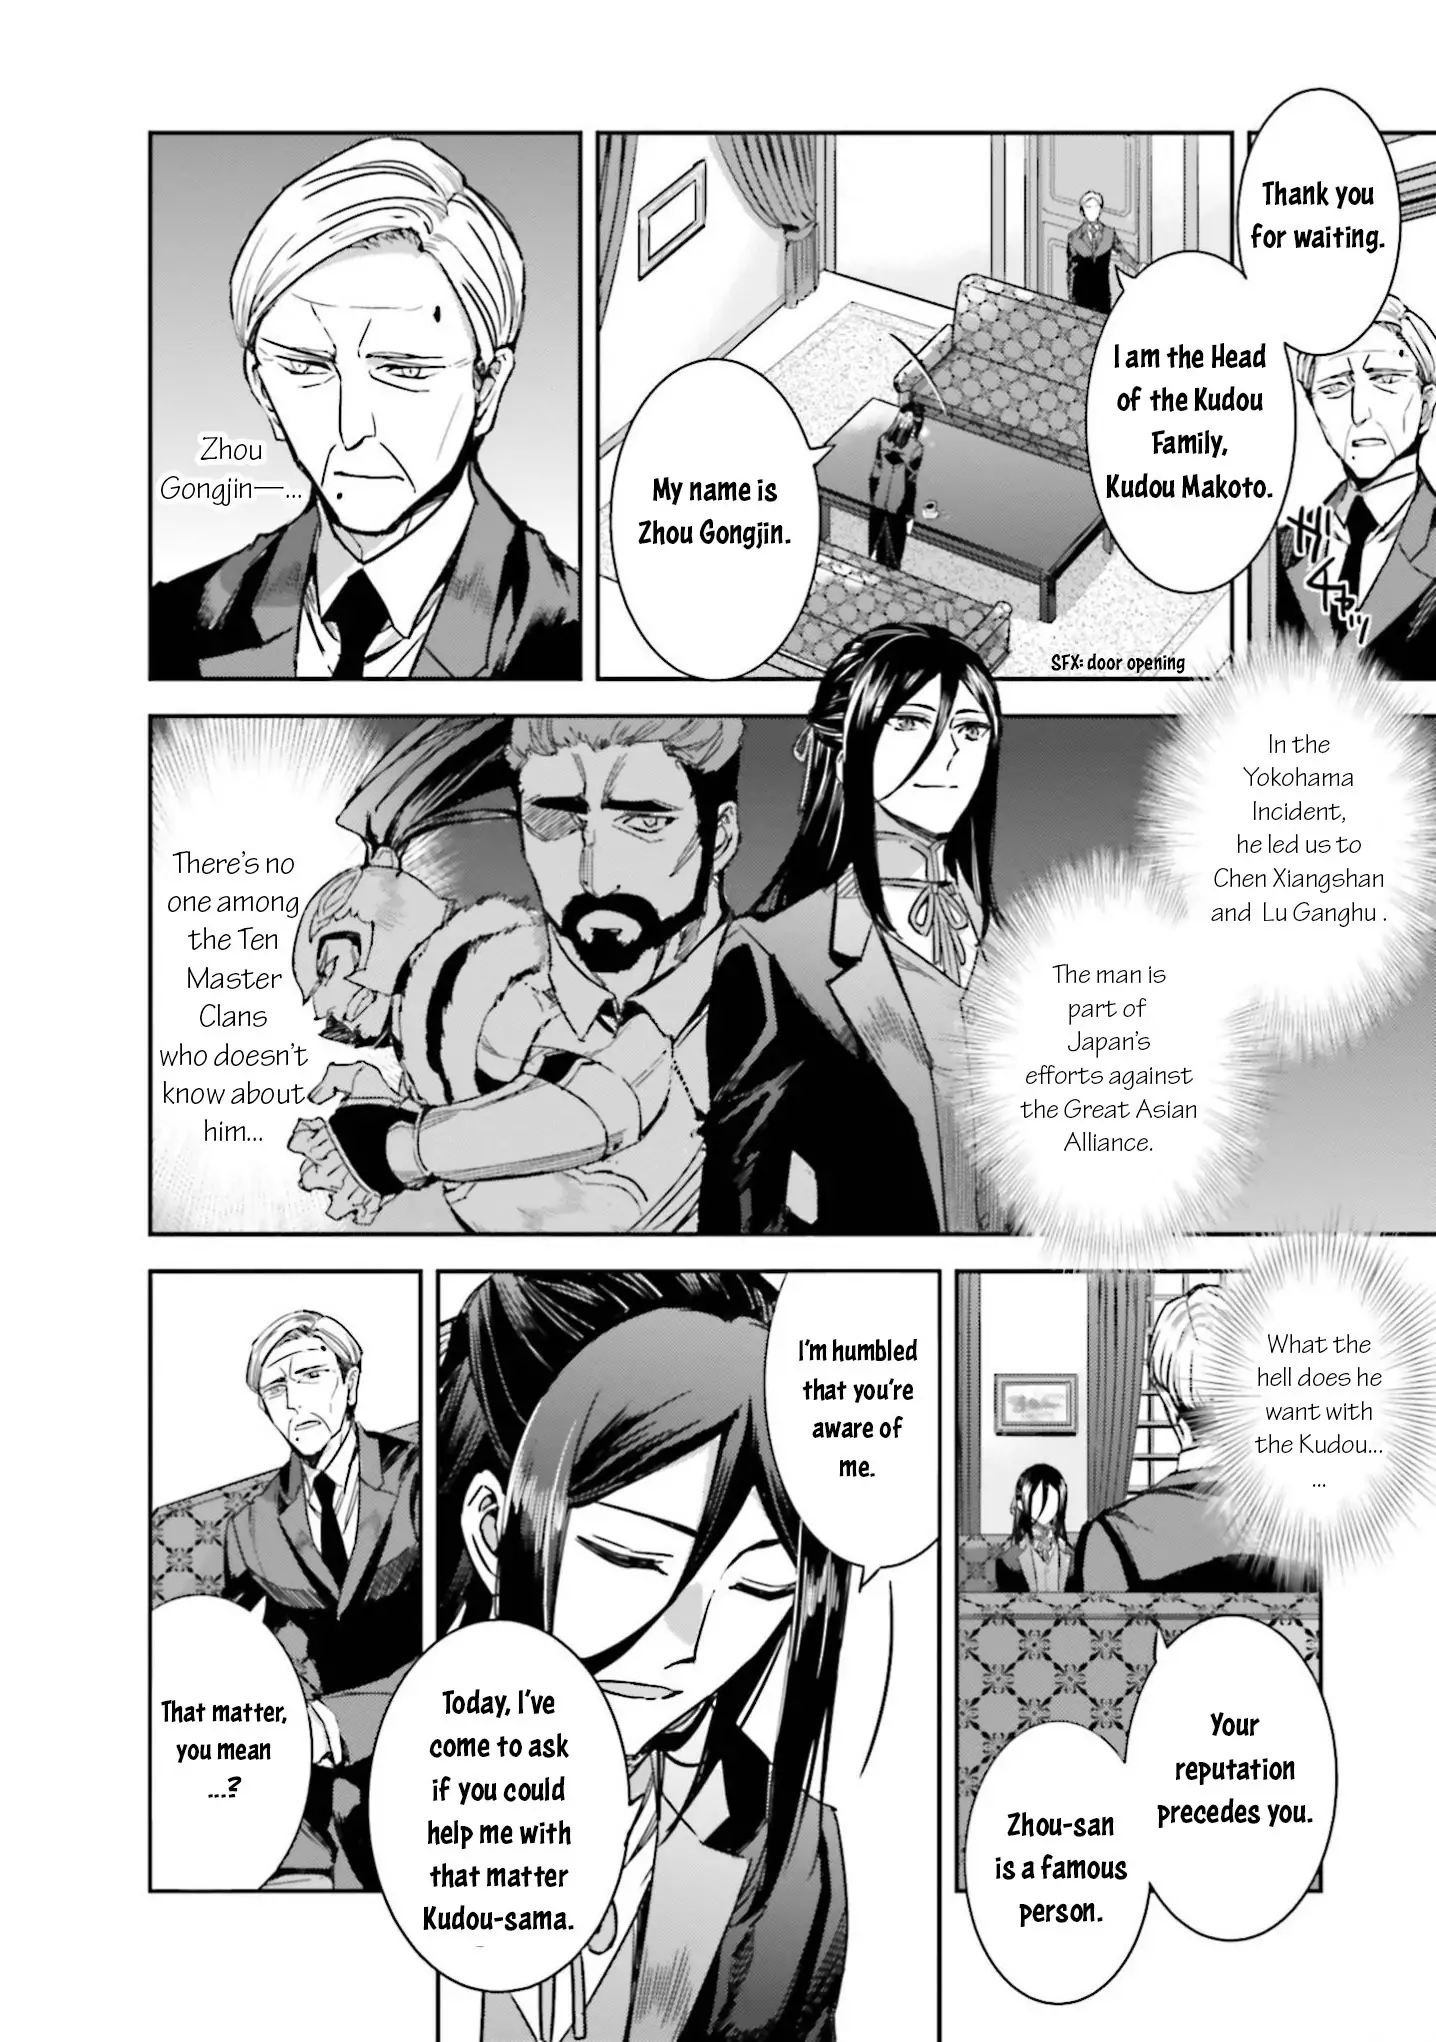 Thank you
for waiting.
I am the Head
of the Kudou
Family,
Kudou Makoto.
ガ
チャッ
SFX: door opening
My name is
Zhou Gongjin.
Zhou
Gongjin—...
In the
Yokohama
Incident,
he led us to
Chen Xiangshan
and Lu Ganghu .
The man is
part of
Japan's
efforts against
the Great Asian
Alliance.
There's no
one among
the Ten
Master
Clans
who doesn't
know about
him...
What the
hell does he
want with
the Kudou...
...
Your
reputation
precedes you.
Zhou-san
is a famous
person.
I'm humbled
that you're
aware of
me.
Today, I've
come to ask
if you could
help me with
that matter
Kudou-sama.
That matter,
you mean
...?